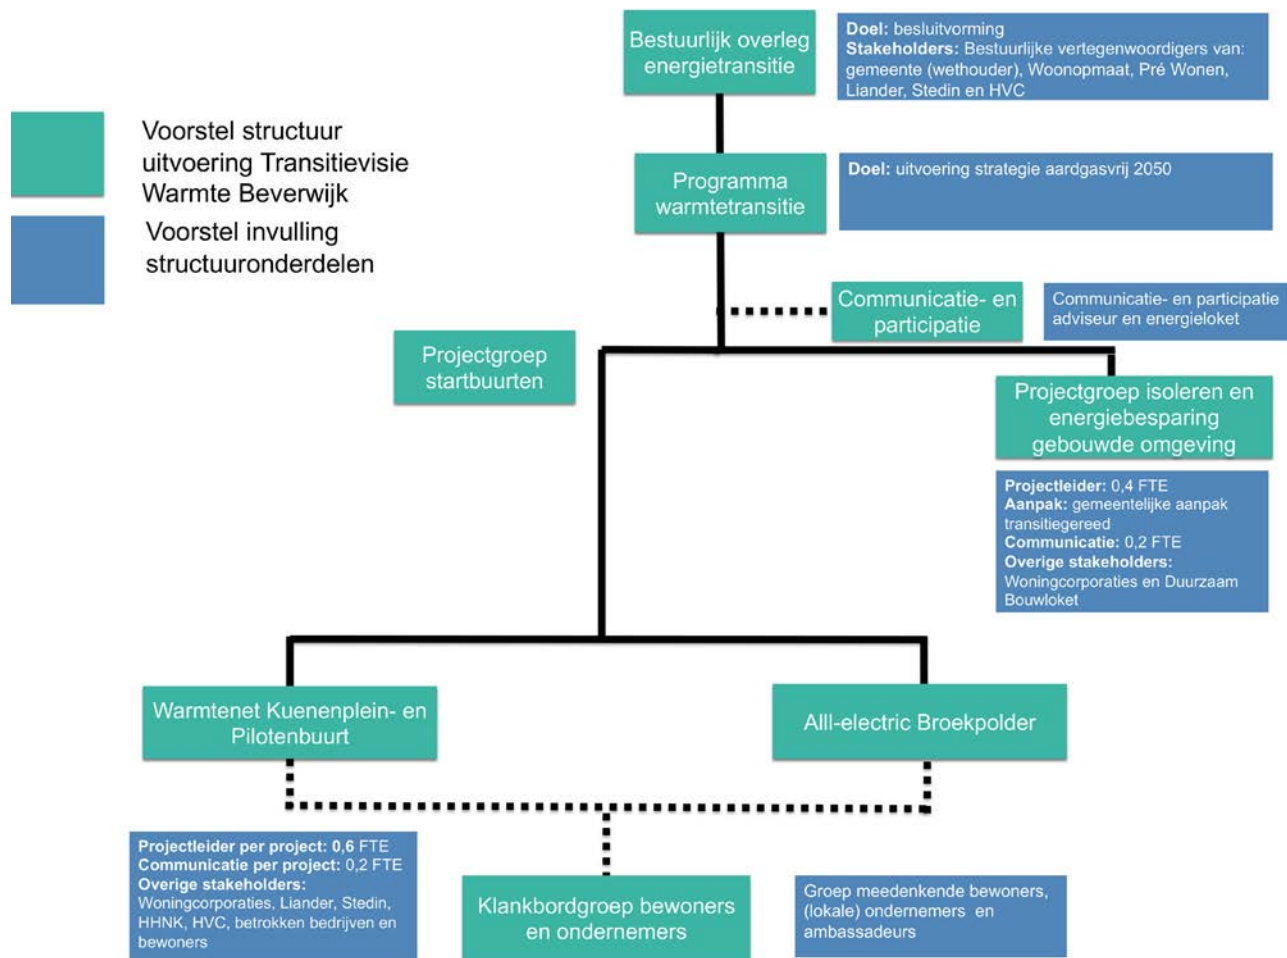 Bestuurlijk overleg
energietransitie
Doel: besluitvorming
Stakeholders: Bestuurlijke vertegenwoordigers van:
gemeente (wethouder), Woonopmaat, Pré Wonen,
Liander, Stedin en HVC
Voorstel structuur
uitvoering Transitievisie
Warmte Beverwijk
Voorstel invulling
structuuronderdelen
Programma
warmtetransitie
Doel: uitvoering strategie aardgasvrij 2050
Communicatie- en
participatie
Communicatie- en participatie
adviseur en energieloket
Projectgroep
startbuurten
Projectgroep isoleren en
energiebesparing
gebouwde omgeving
Projectleider: 0,4 FTE
Aanpak: gemeentelijke aanpak
transitiegereed
Communicatie: 0,2 FTE
Overige stakeholders:
Woningcorporaties en Duurzaam
Bouwloket
Warmtenet Kuenenplein- en
Pilotenbuurt
Alll-electric Broekpolder
Projectleider per project: 0,6 FTE
Communicatie per project: 0,2 FTE
Overige stakeholders:
Woningcorporaties, Liander, Stedin,
HHNK, HVC, betrokken bedrijven en
bewoners
Klankbordgroep bewoners
en ondernemers
Groep meedenkende bewoners,
(lokale) ondernemers en
ambassadeurs